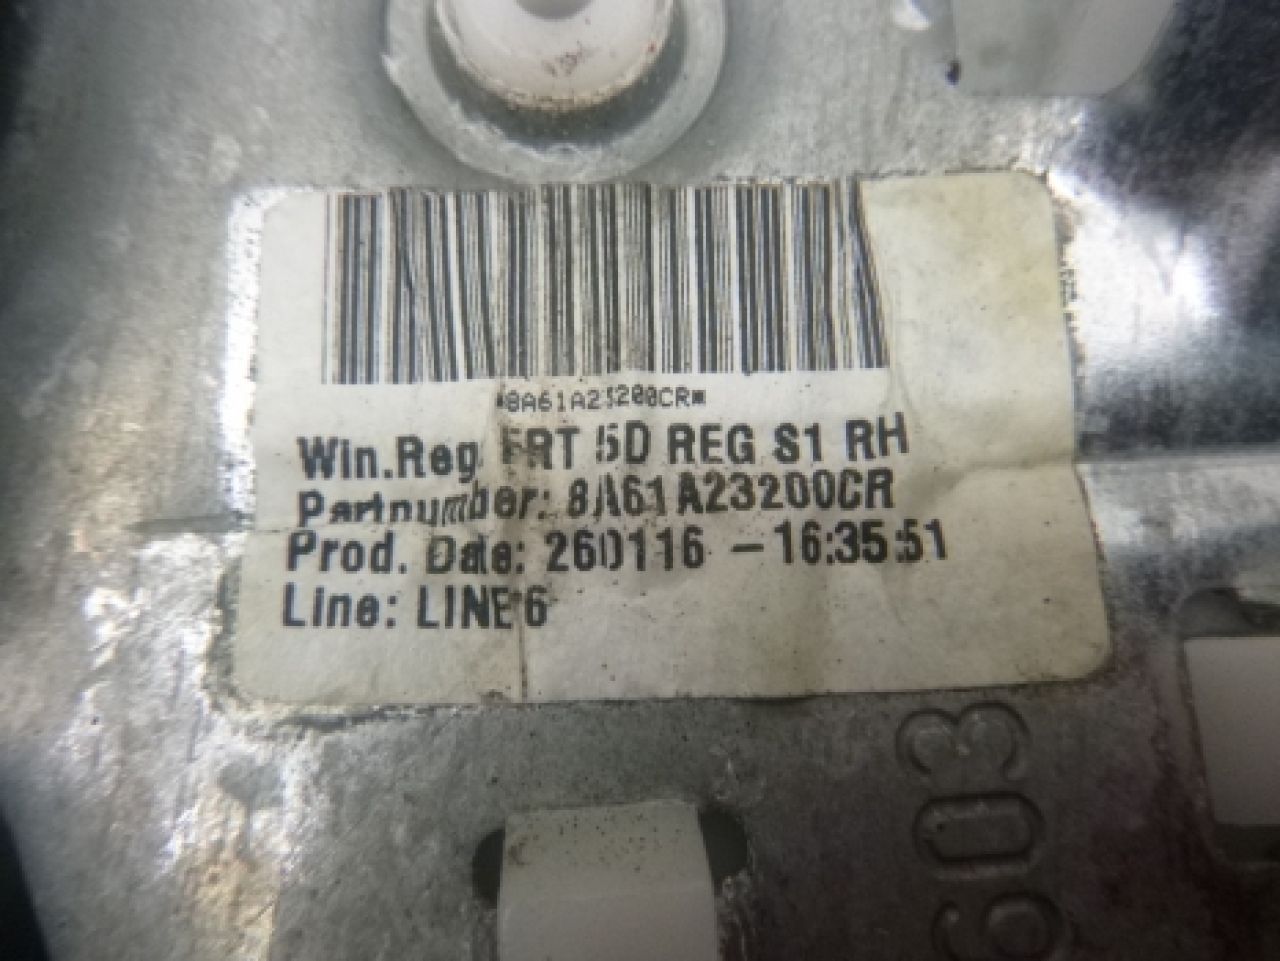 *8A61A23200CR*
Win.Reg. FRT 5D REG S1 RH
Partnumber: 8A61A23200CR
Prod. Date: 260116 - 16:35:51
Line: LINE 6
603